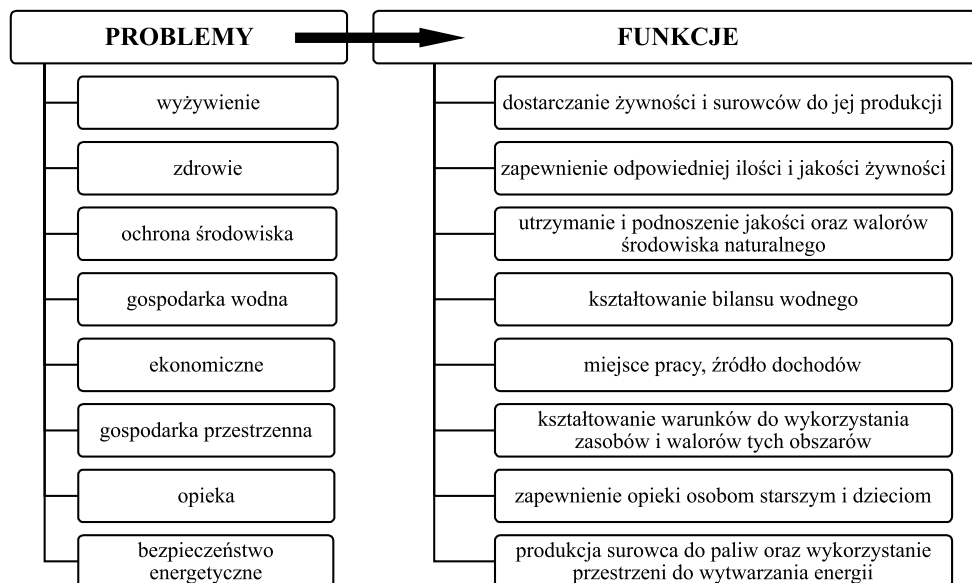 PROBLEMY
FUNKCJE
wyżywienie
dostarczanie żywności i surowców do jej produkcji
zdrowie
zapewnienie odpowiedniej ilości i jakości żywności
ochrona środowiska
utrzymanie i podnoszenie jakości oraz walorów
środowiska naturalnego
gospodarka wodna
kształtowanie bilansu wodnego
ekonomiczne
miejsce pracy, źródło dochodów
gospodarka przestrzenna
kształtowanie warunków do wykorzystania
zasobów i walorów tych obszarów
opieka
zapewnienie opieki osobom starszym i dzieciom
bezpieczeństwo
energetyczne
produkcja surowca do paliw oraz wykorzystanie
przestrzeni do wytwarzania energii